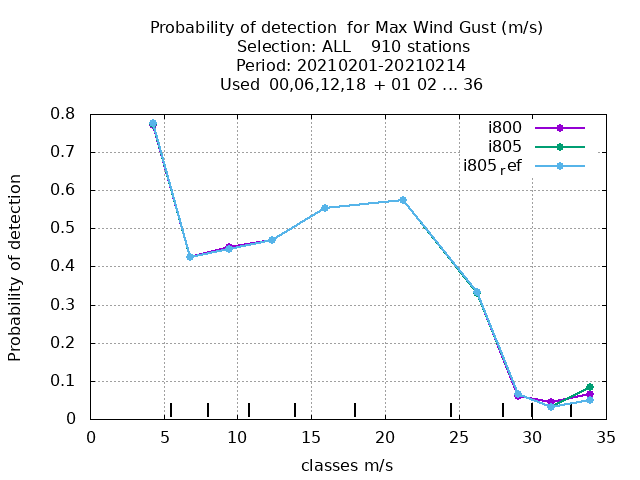 Probability of detection  for Max Wind Gust (m/s)
Selection: ALL    910 stations
Period: 20210201-20210214
Used  00,06,12,18  + 01 02 ... 36
i800
i805
i805ref
Probability of detection
0.8
0.7
0.6
0.5
0.4
0.3
0.2
0.1
0
0 5 10 15 20 25 30 35
classes m/s